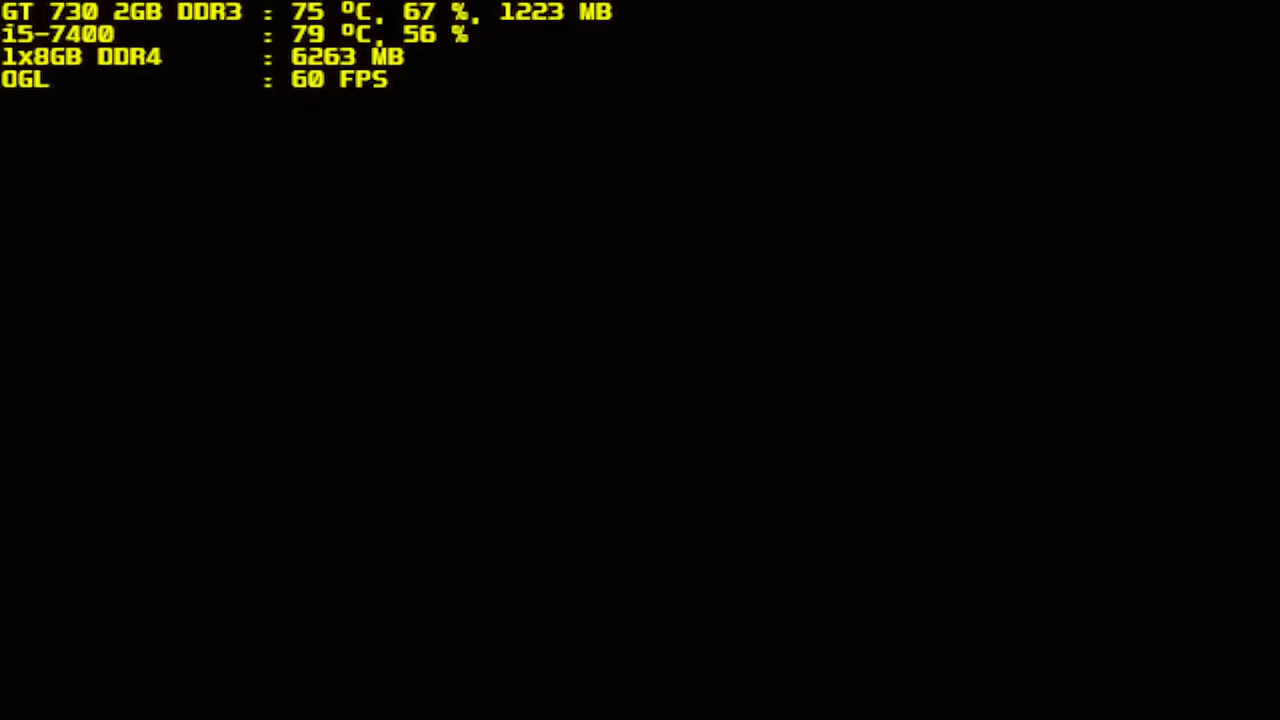 GT 730 2GB DDR3 : 75 ºC, 67 %, 1223 MB
i5-7400 : 79 ºC, 56 %
1x8GB DDR4 : 6263 MB
OGL : 60 FPS